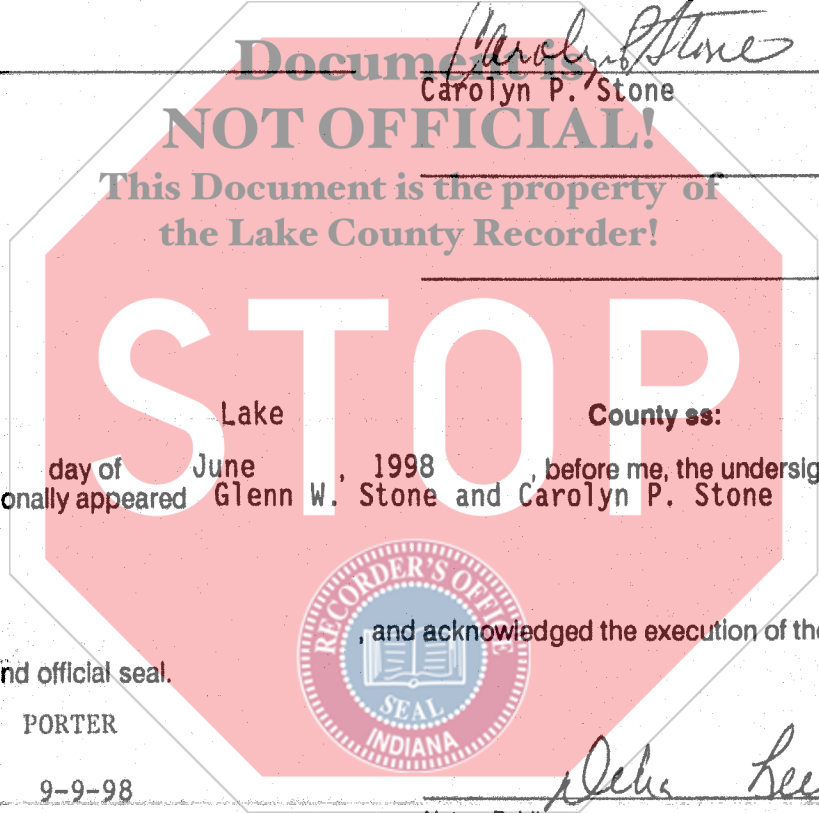 Carolyn P. Stone
Document is
Carolyn P. Stone
NOT OFFICIAL!
This Document is the property of
the Lake County Recorder!
STOP
Lake County ss:
day of June , 1998 , before me, the undersig
onally appeared Glenn W. Stone and Carolyn P. Stone
RECORDER'S OFFICE
, and acknowledged the execution of the
nd official seal.
SEAL
PORTER
INDIANA
9-9-98